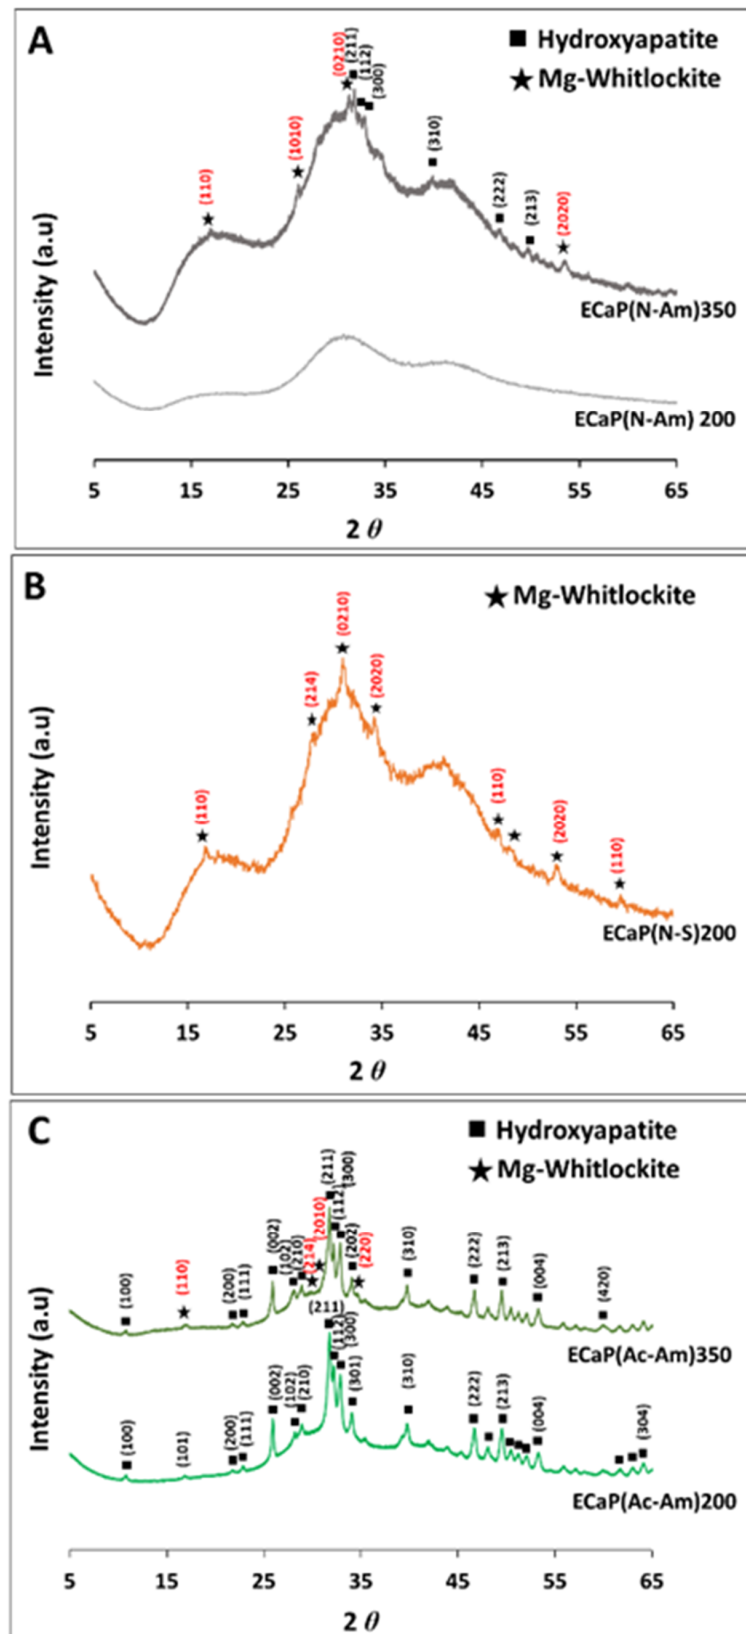 A
■ Hydroxyapatite
★ Mg-Whitlockite
(110)
(1010)
(0210)
(211)
(112)
(300)
(310)
(222)
(213)
(2020)
ECaP(N-Am)350
ECaP(N-Am) 200
Intensity (a.u)
5 15 25 35 45 55 65
2 θ
B
★ Mg-Whitlockite
(110)
(214)
(0210)
(2020)
(110)
(2020)
(110)
ECaP(N-S)200
Intensity (a.u)
5 15 25 35 45 55 65
2 θ
C
■ Hydroxyapatite
★ Mg-Whitlockite
(100)
(110)
(200)
(111)
(002)
(102)
(210)
(214)
(2010)
(211)
(112)
(300)
(202)
(220)
(310)
(222)
(213)
(004)
(420)
ECaP(Ac-Am)350
(100)
(101)
(200)
(111)
(002)
(102)
(210)
(211)
(112)
(300)
(301)
(310)
(222)
(213)
(004)
(304)
ECaP(Ac-Am)200
Intensity (a.u)
5 15 25 35 45 55 65
2 θ